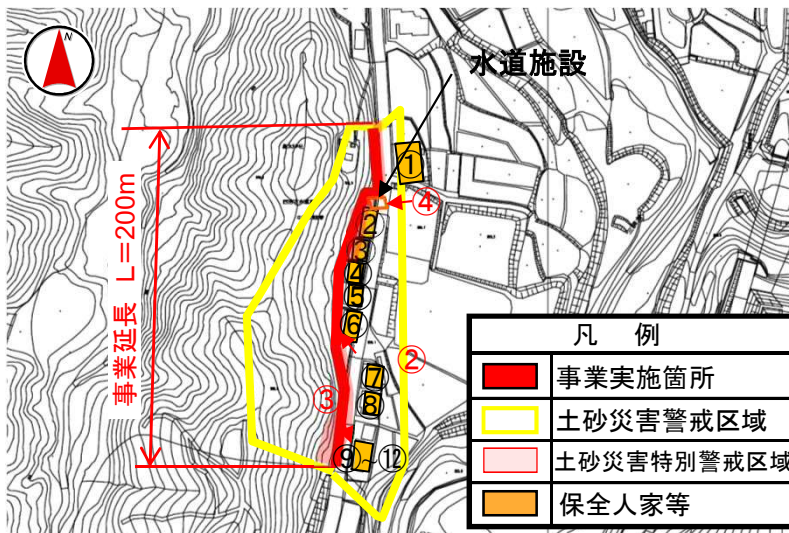 N
水道施設
①
④
②
③
④
⑤
⑥
⑦
⑧
⑨~⑫
②
③
事業延長 L=200m
凡 例
事業実施箇所
土砂災害警戒区域
土砂災害特別警戒区域
保全人家等